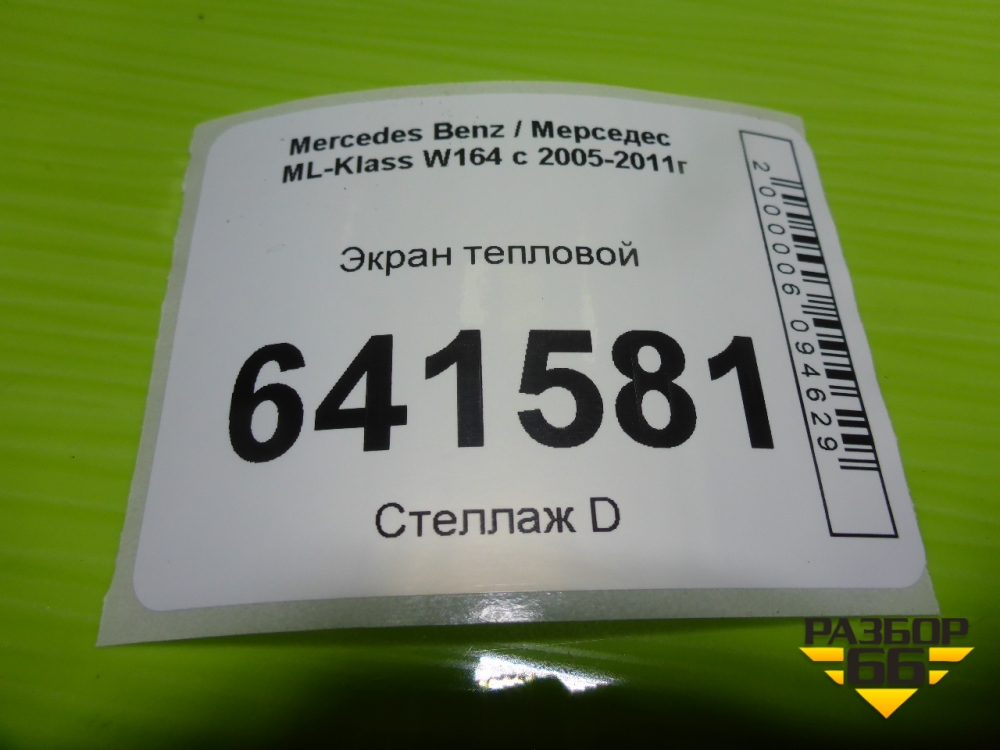 Mercedes Benz / Мерседес
ML-Klass W164 с 2005-2011г
Экран тепловой
641581
Стеллаж D
2000006094629
РАЗБОР
66